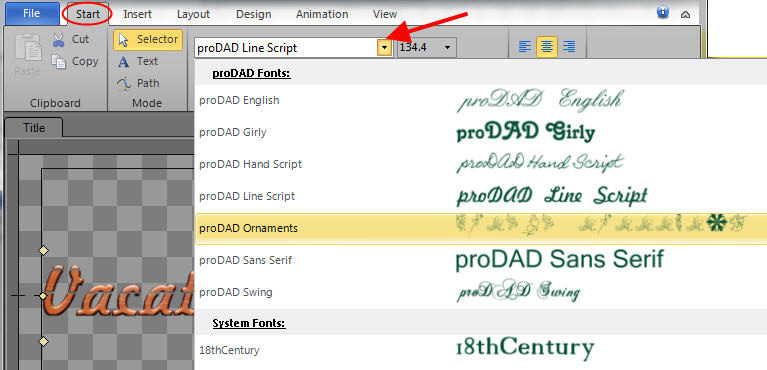 File Start Insert Layout Design Animation View
Cut
Copy
Paste
Clipboard
Selector
Text
Path
Mode
proDAD Line Script 134.4
proDAD Fonts:
proDAD English proDAD English
proDAD Girly proDAD Girly
proDAD Hand Script proDAD Hand Script
proDAD Line Script proDAD Line Script
proDAD Ornaments
proDAD Sans Serif proDAD Sans Serif
proDAD Swing proDAD Swing
System Fonts:
18thCentury 18thCentury
Title
Vacat